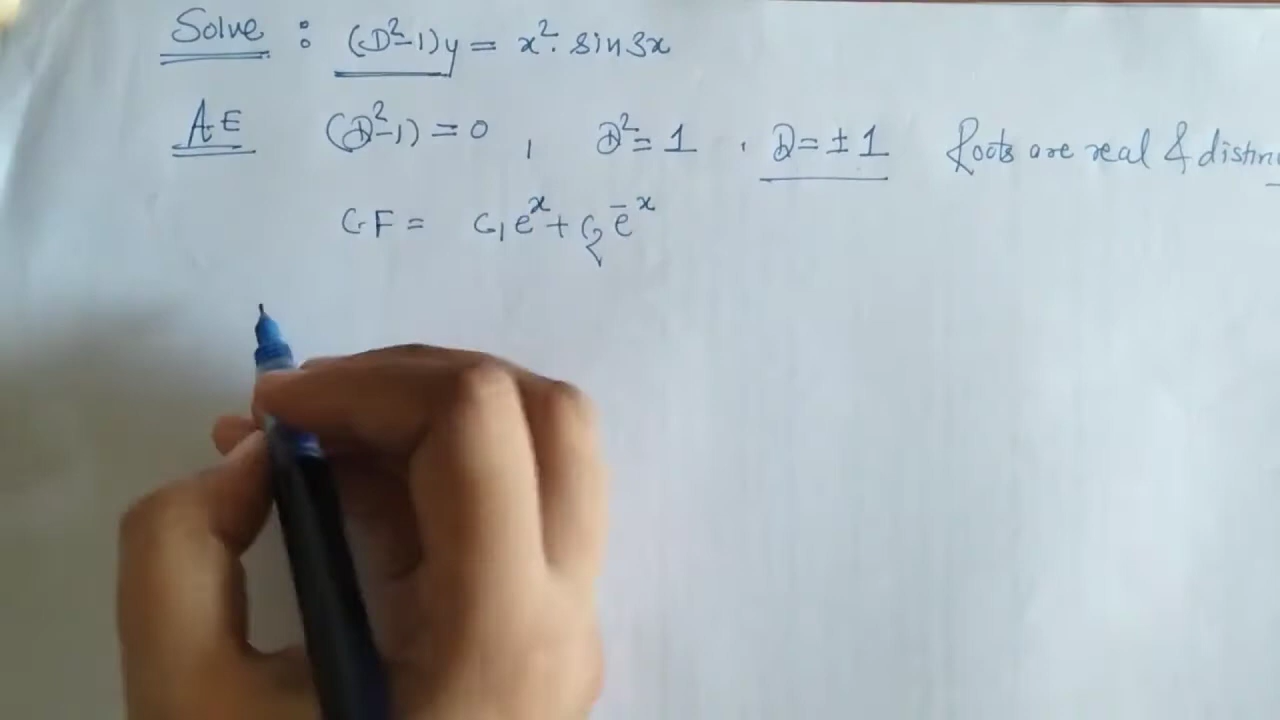 Solve : (D²-1)y = x². sin3x
AE (D²-1) = 0 , D² = 1 , D = ±1 Roots are real & distin
CF = C₁eˣ + C₂e⁻ˣ